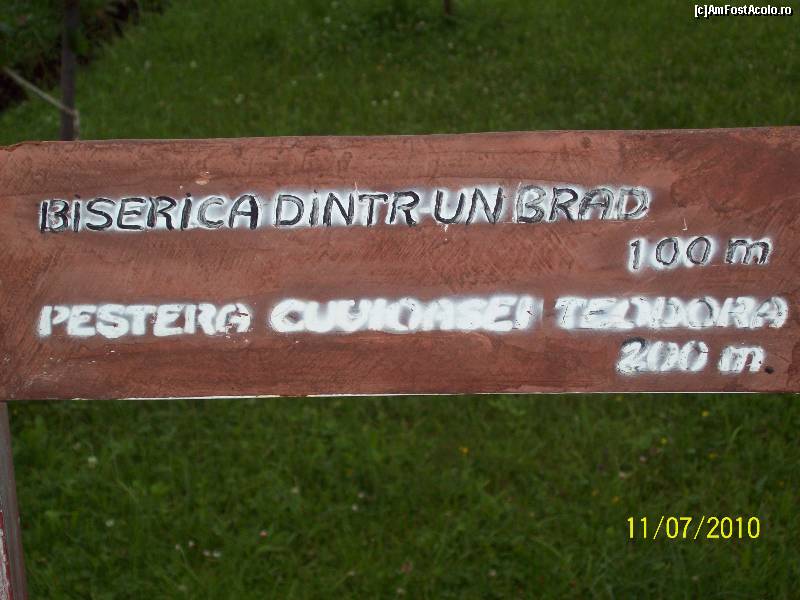 [c]AmFostAcolo.ro
BiSERiCA DiNTR-UN BRAD
100 m
PESTERA CUVIOASEI TEODORA
200 m
11/07/2010